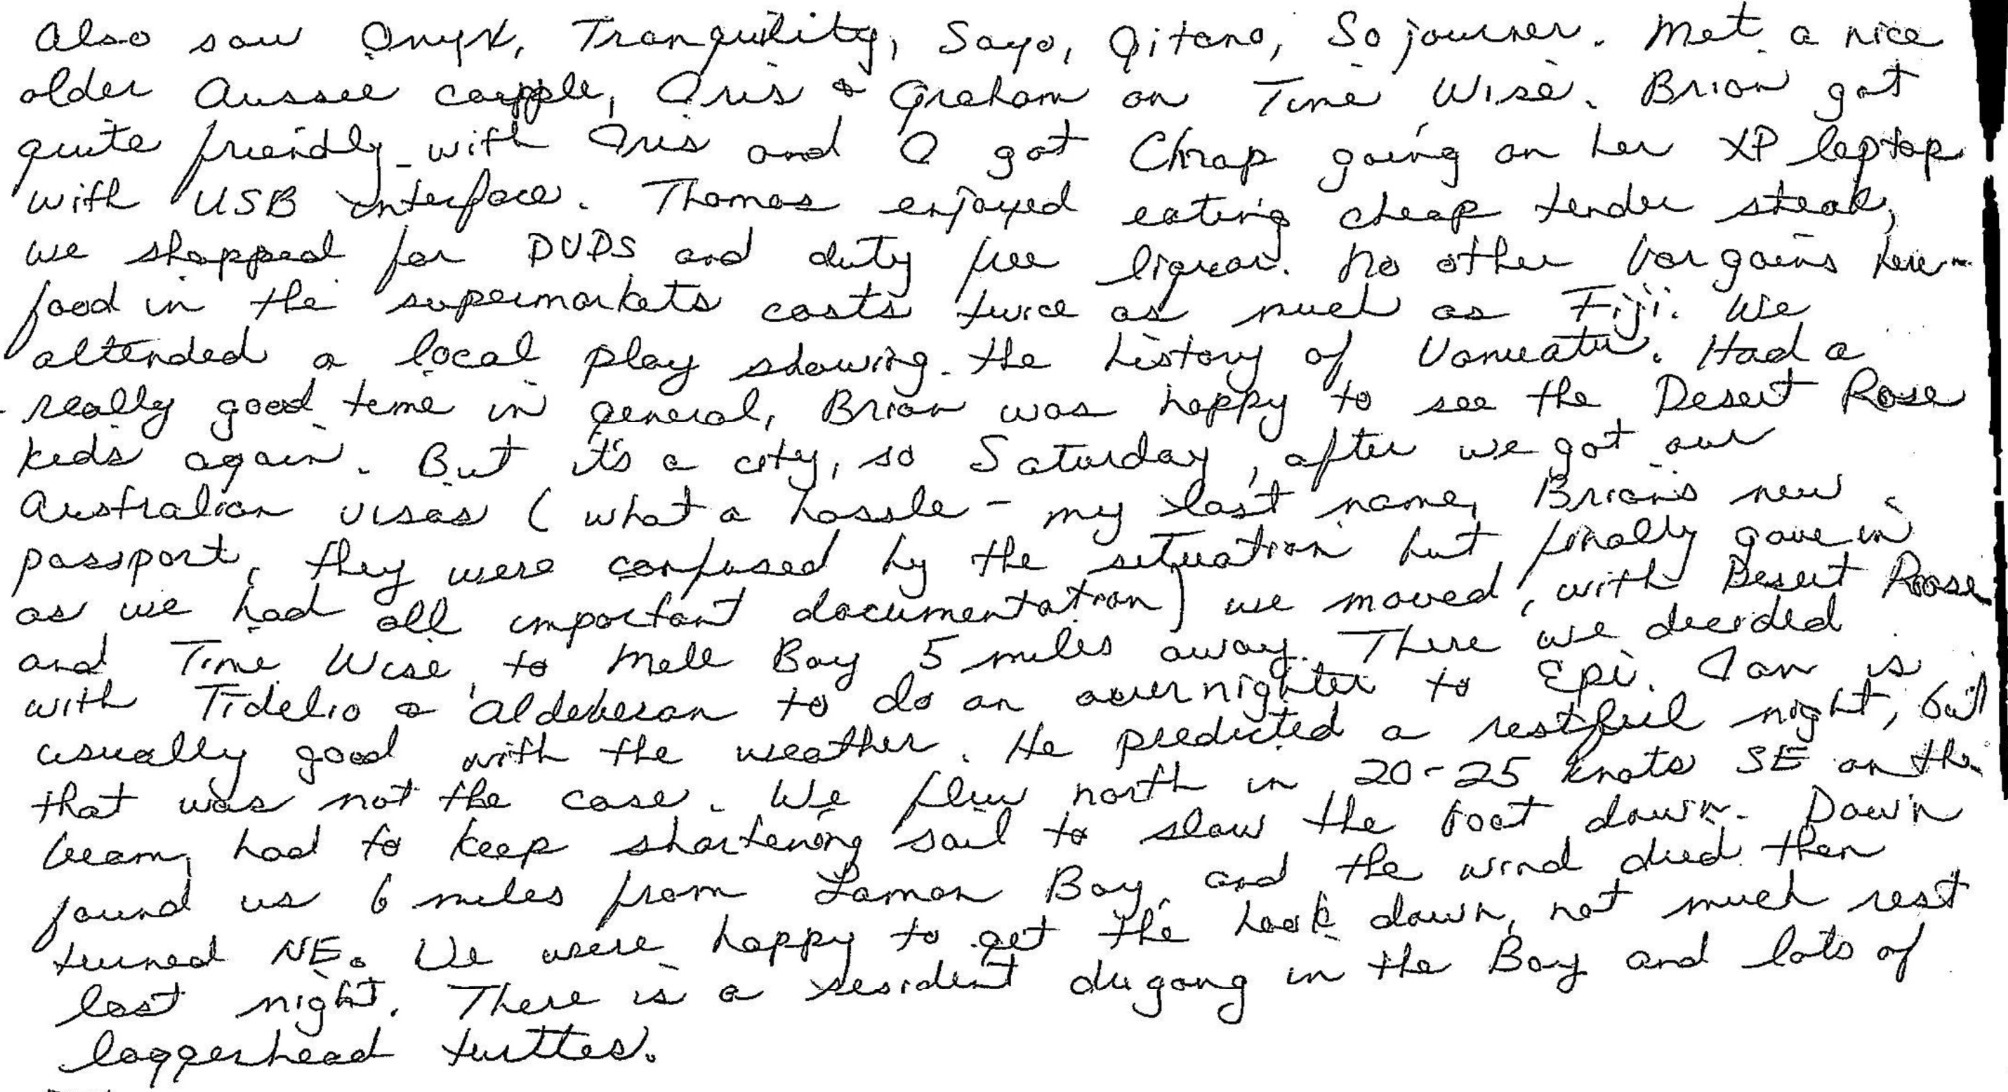 Also saw Onyx, Tranquility, Sayo, Gitano, Sojourner. Met a nice
older Aussee couple, Iris & Graham on Time Wise. Brian got
quite friendly with Iris and I got Cmap going on her XP laptop
with USB interface. Thomas enjoyed eating cheap tender steak,
we shopped for DVDS and duty free liquor. No other bargains here -
food in the supermarkets costs twice as much as Fiji. We
attended a local play showing the history of Vanuatu. Had a
really good time in general, Brian was happy to see the Desert Rose
kids again. But it's a city, so Saturday, after we got our
Australian visas (what a hassle - my last name, Brian's new
passport, they were confused by the situation but finally gave in
as we had all important documentation) we moved, with Desert Rose
and Time Wise, to Mele Bay 5 miles away. There we decided
with Fidelio & Aldeberan to do an overnighter to Epi. Ian is
usually good with the weather. He predicted a restful night, but
that was not the case. We flew north in 20-25 knots SE on the
beam, had to keep shortening sail to slow the boat down. Dawn
found us 6 miles from Lamen Bay, and the wind died then
turned NE. We were happy to get the hook down, not much rest
last night. There is a resident dugong in the Bay and lots of
loggerhead turttes.